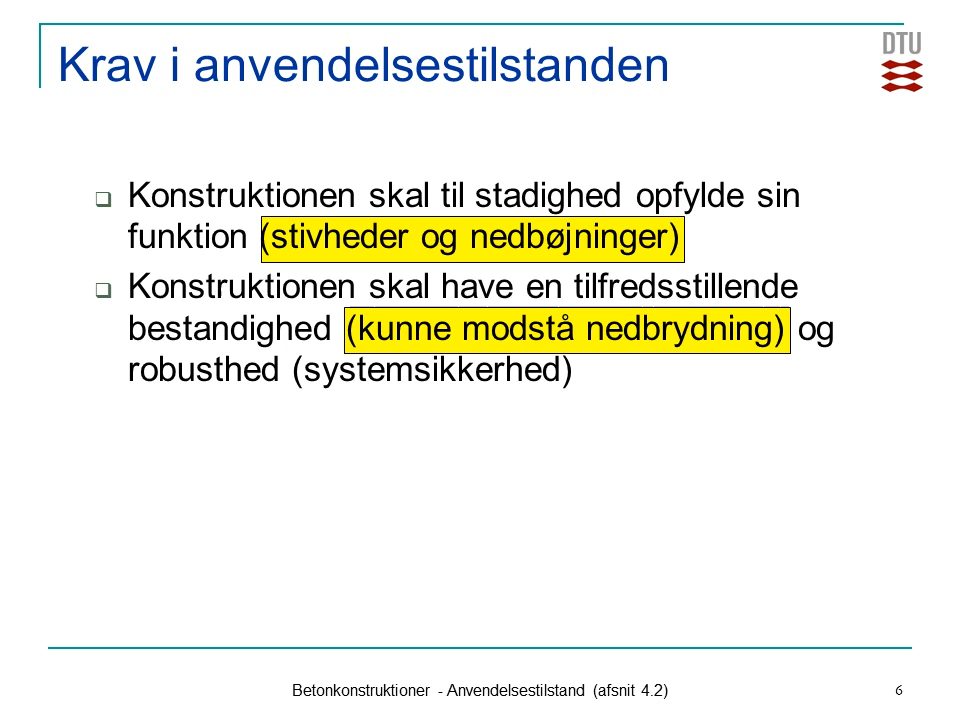 Krav i anvendelsestilstanden
DTU
Konstruktionen skal til stadighed opfylde sin
funktion (stivheder og nedbøjninger)
Konstruktionen skal have en tilfredsstillende
bestandighed (kunne modstå nedbrydning) og
robusthed (systemsikkerhed)
Betonkonstruktioner - Anvendelsestilstand (afsnit 4.2)
6